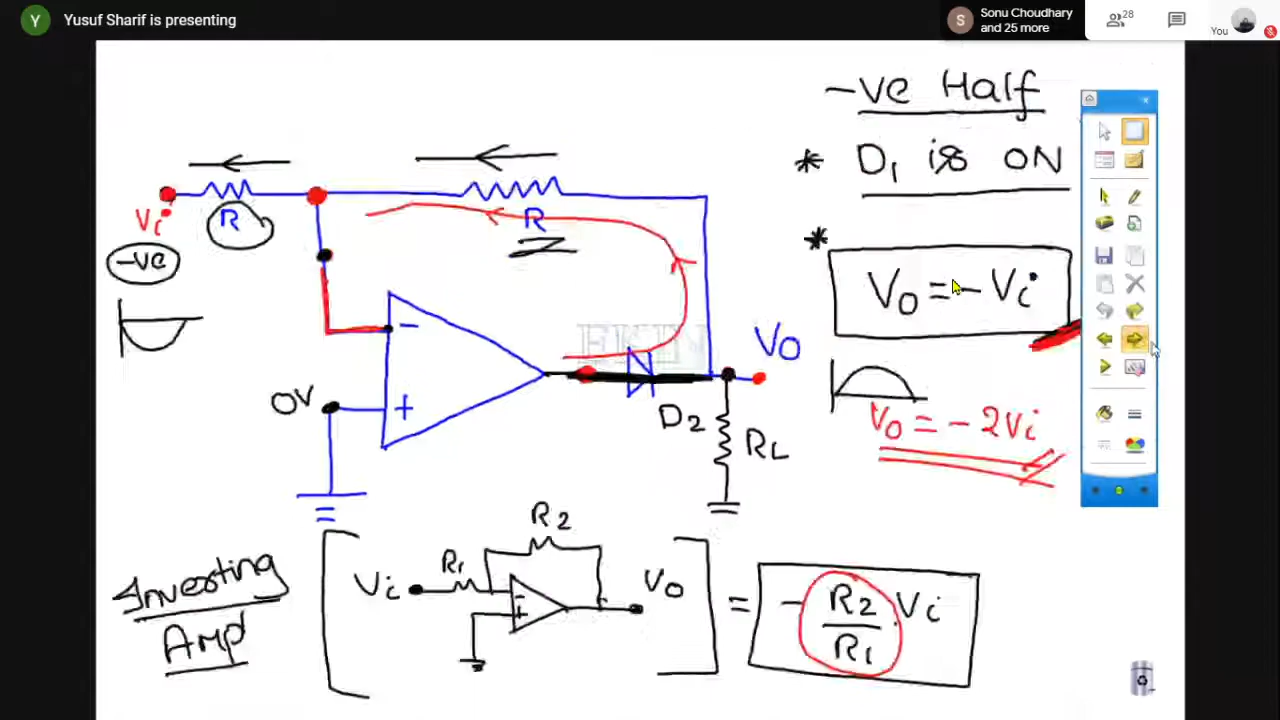 Y Yusuf Sharif is presenting
S Sonu Choudhary
and 25 more
28
You
-ve Half
* D1 is ON
* Vo = - Vi
Vo = - 2Vi
Vi
-ve
R
R
-
+
0V
D2
Vo
RL
Inverting
Amp
Vi
R1
R2
-
+
Vo
= - R2/R1 . Vi